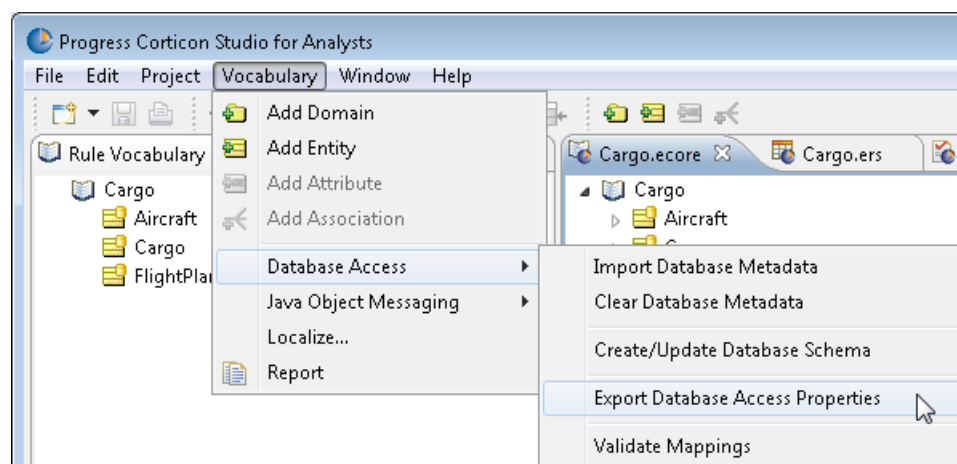 Progress Corticon Studio for Analysts
File Edit Project Vocabulary Window Help
Add Domain
Add Entity
Add Attribute
Add Association
Database Access
Java Object Messaging
Localize...
Report
Rule Vocabulary
Cargo
Aircraft
Cargo
FlightPla
Cargo.ecore Cargo.ers
Cargo
Aircraft
Import Database Metadata
Clear Database Metadata
Create/Update Database Schema
Export Database Access Properties
Validate Mappings